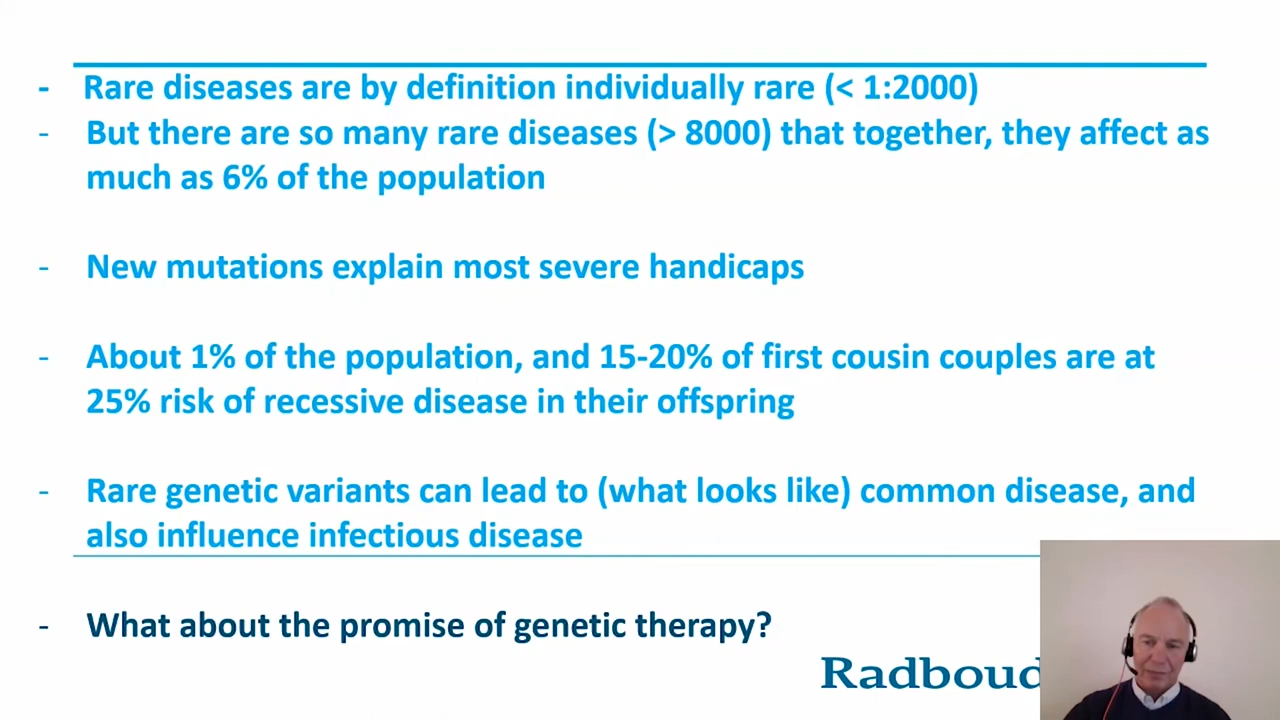 - Rare diseases are by definition individually rare (< 1:2000)
- But there are so many rare diseases (> 8000) that together, they affect as
much as 6% of the population
- New mutations explain most severe handicaps
- About 1% of the population, and 15-20% of first cousin couples are at
25% risk of recessive disease in their offspring
- Rare genetic variants can lead to (what looks like) common disease, and
also influence infectious disease
- What about the promise of genetic therapy?
Radboud